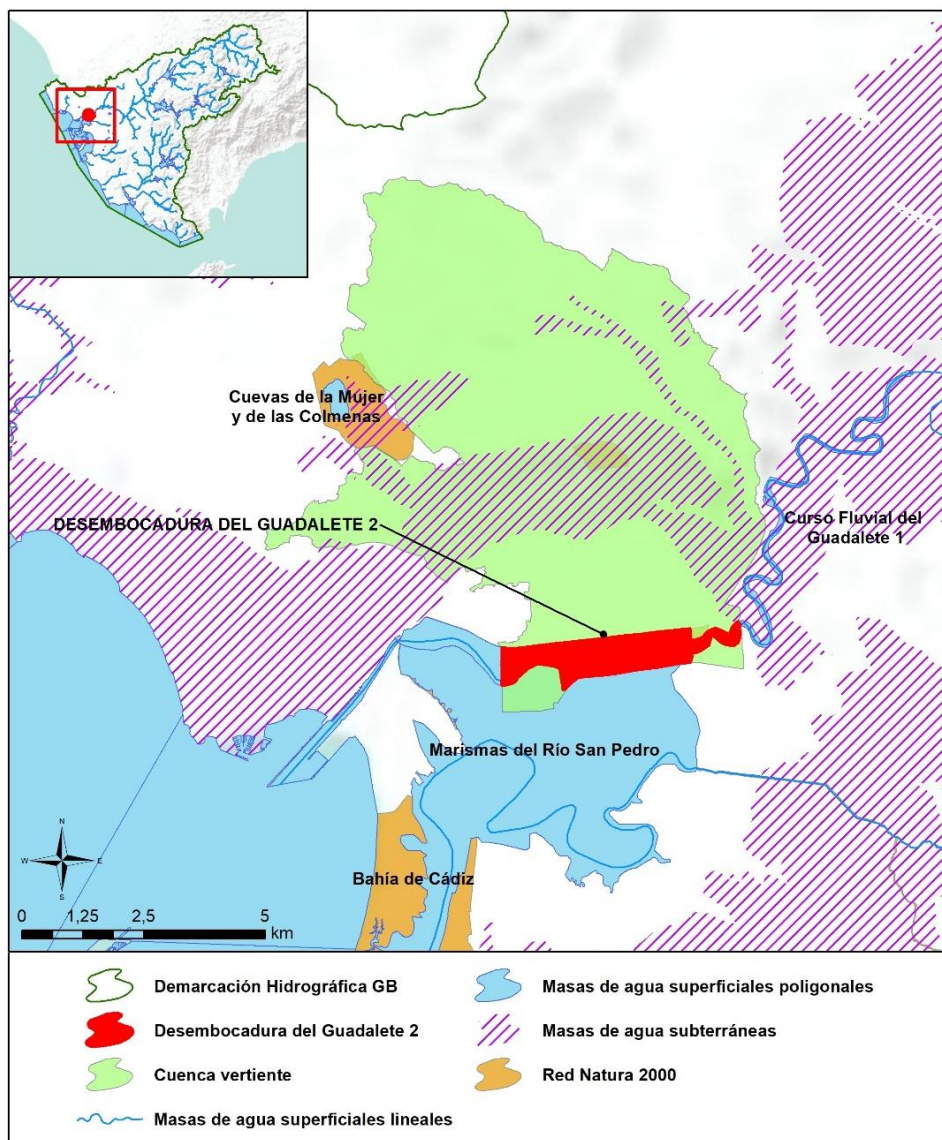 Cuevas de la Mujer
y de las Colmenas
DESEMBOCADURA DEL GUADALETE 2
Curso Fluvial del
Guadalete 1
Marismas del Río San Pedro
Bahía de Cádiz
N
W E
S
0 1,25 2,5 5
km
Demarcación Hidrográfica GB
Masas de agua superficiales poligonales
Desembocadura del Guadalete 2
Masas de agua subterráneas
Cuenca vertiente
Red Natura 2000
Masas de agua superficiales lineales